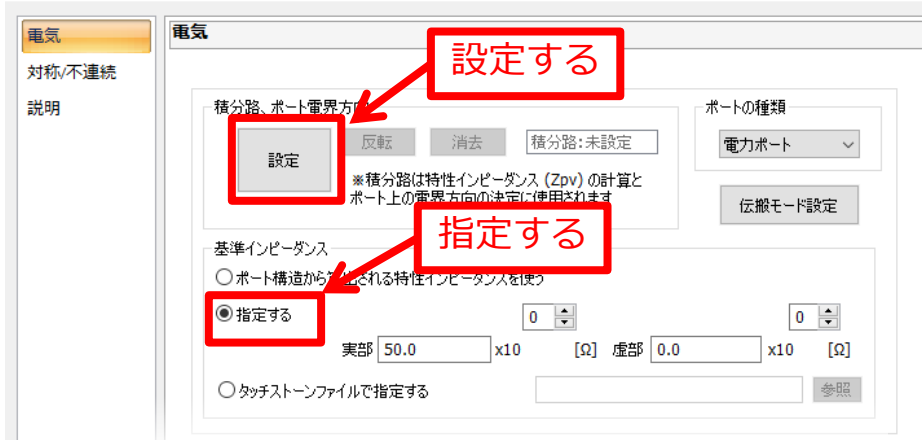 電気
対称/不連続
説明
電気
設定する
積分路、ポート電界方向
設定
反転
消去
積分路:未設定
※積分路は特性インピーダンス (Zpv) の計算と
ポート上の電界方向の決定に使用されます
ポートの種類
電力ポート
伝搬モード設定
指定する
基準インピーダンス
ポート構造から算出される特性インピーダンスを使う
指定する
0
0
実部 50.0 x10 [Ω] 虚部 0.0 x10 [Ω]
タッチストーンファイルで指定する
参照